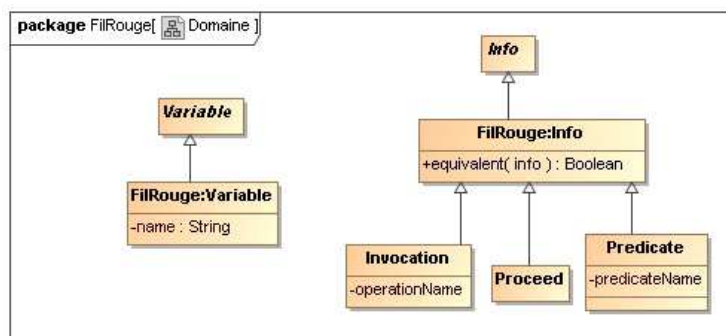 package FilRouge[ Domaine ]
Info
Variable
FilRouge:Info
+equivalent( info ) : Boolean
FilRouge:Variable
-name : String
Invocation
-operationName
Proceed
Predicate
-predicateName